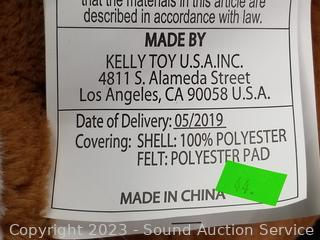 that the materials in this article are
described in accordance with law.
MADE BY
KELLY TOY U.S.A.INC.
4811 S. Alameda Street
Los Angeles, CA 90058 U.S.A.
Date of Delivery: 05/2019
Covering: SHELL: 100% POLYESTER
FELT: POLYESTER PAD
44.
MADE IN CHINA
Copyright 2023 - Sound Auction Service